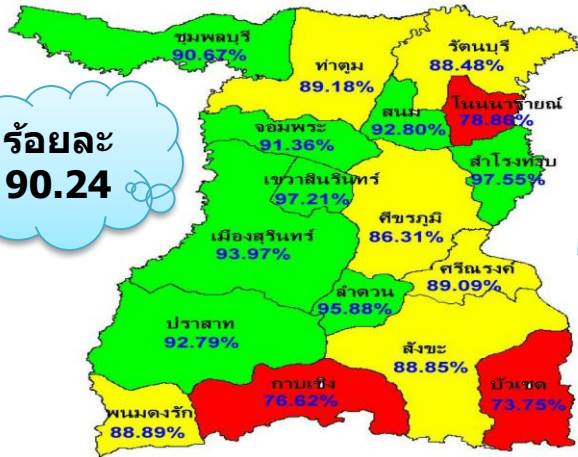 ชุมพลบุรี
90.67%
ท่าตูม
89.18%
รัตนบุรี
88.48%
สนม
92.80%
โนนนารายณ์
78.86%
ร้อยละ
90.24
จอมพระ
91.36%
สำโรงทาบ
97.55%
เขวาสินรินทร์
97.21%
ศีขรภูมิ
86.31%
เมืองสุรินทร์
93.97%
ศรีณรงค์
89.09%
ลำดวน
95.88%
ปราสาท
92.79%
สังขะ
88.85%
กาบเชิง
76.62%
บัวเชด
73.75%
พนมดงรัก
88.89%